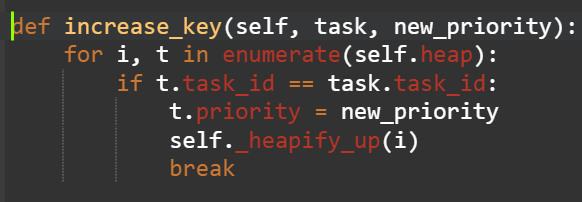 def increase_key(self, task, new_priority):
    for i, t in enumerate(self.heap):
        if t.task_id == task.task_id:
            t.priority = new_priority
            self._heapify_up(i)
            break